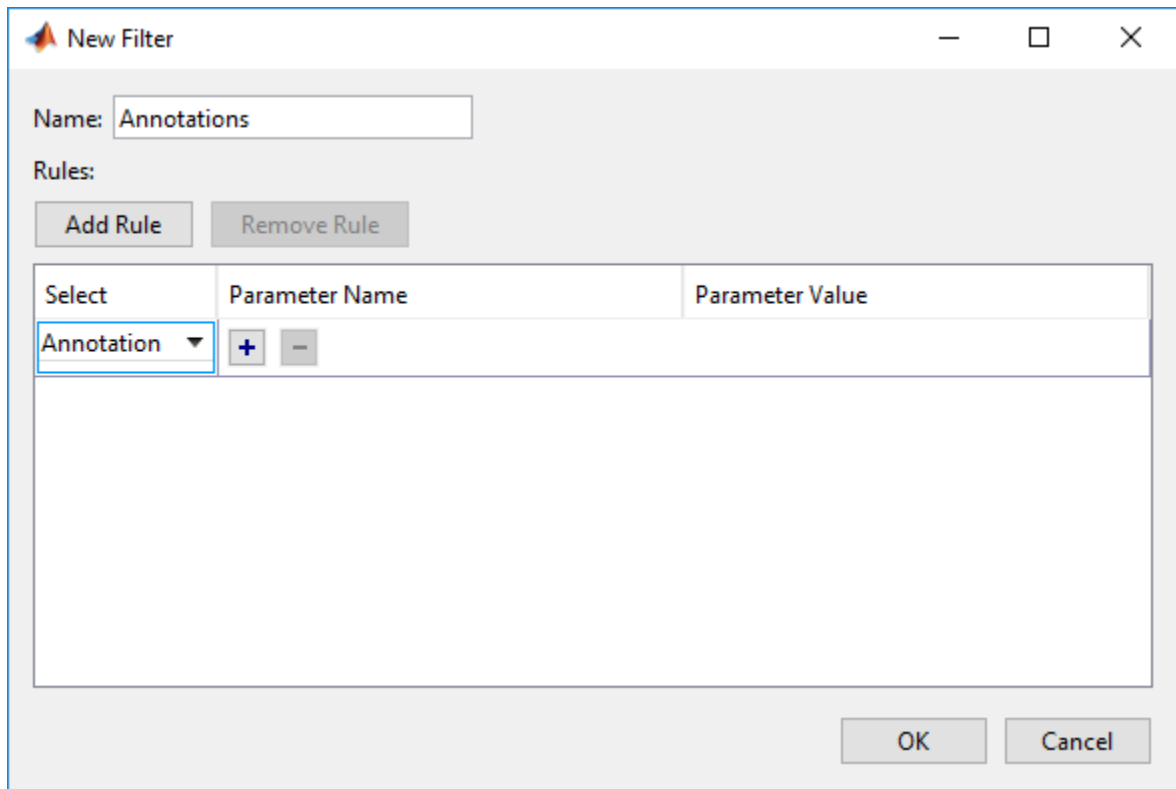 New Filter
Name: Annotations
Rules:
Add Rule Remove Rule
Select Parameter Name Parameter Value
Annotation + −
OK Cancel